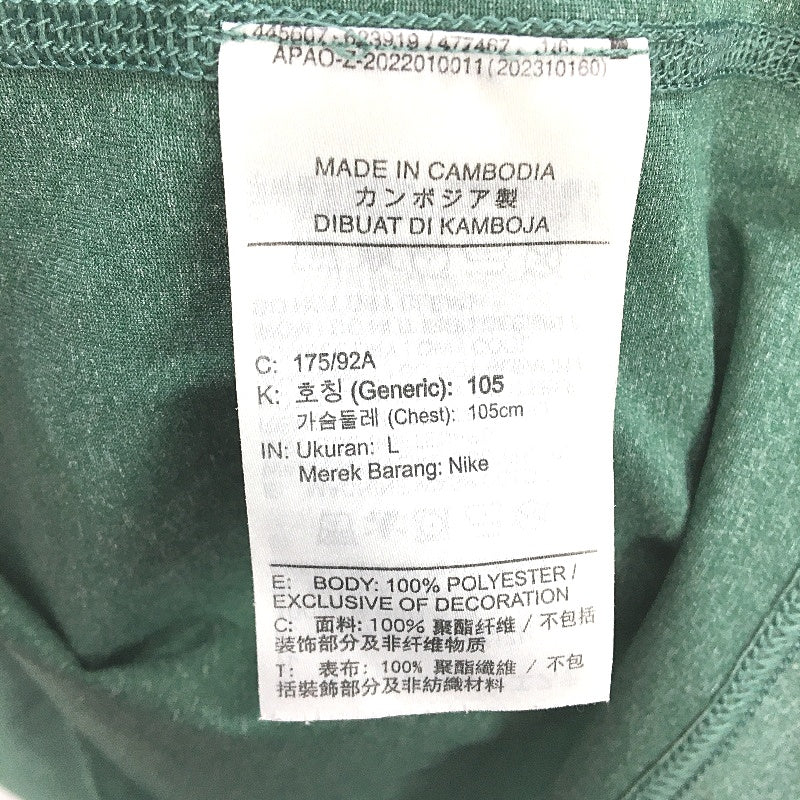 APAO-Z-2022010011(202310160)
MADE IN CAMBODIA
カンボジア製
DIBUAT DI KAMBOJA
C: 175/92A
K: 호칭 (Generic): 105
가슴둘레 (Chest): 105cm
IN: Ukuran: L
Merek Barang: Nike
E: BODY: 100% POLYESTER /
EXCLUSIVE OF DECORATION
C: 面料: 100% 聚酯纤维 / 不包括
装饰部分及非纤维物质
T: 表布: 100% 聚酯纖維 / 不包
括裝飾部分及非紡織材料